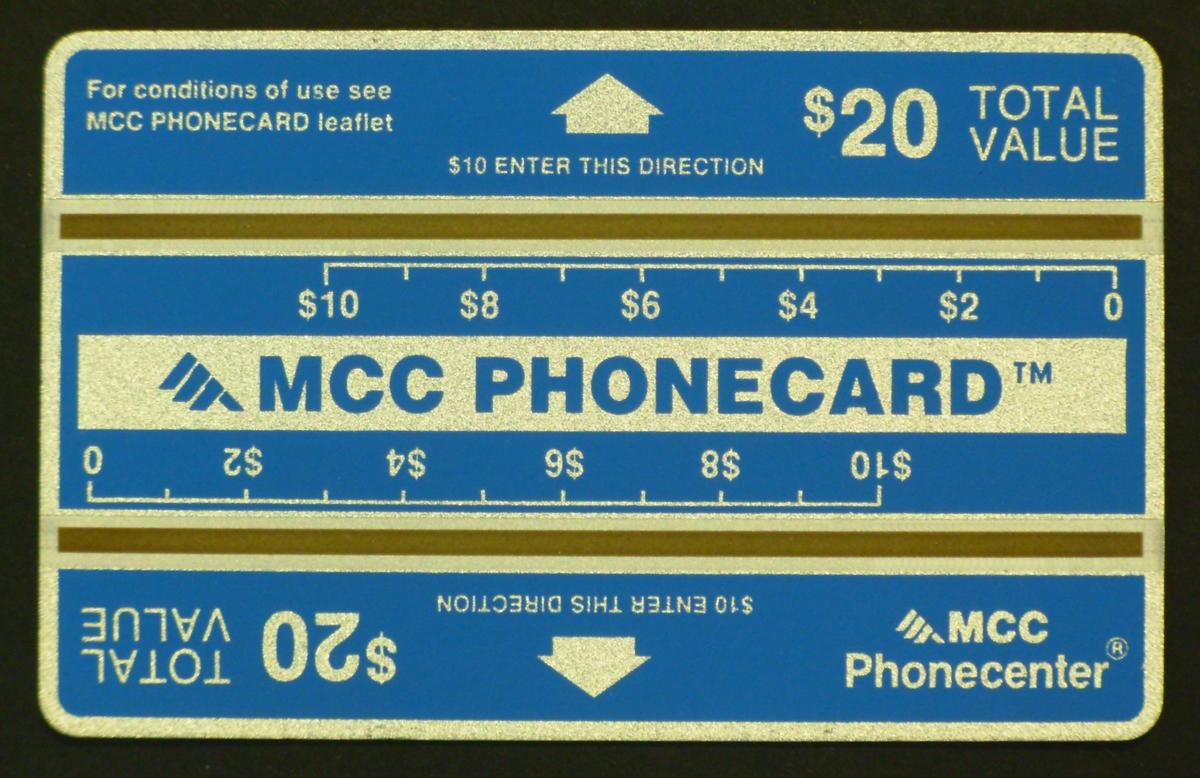 For conditions of use see
MCC PHONECARD leaflet
$10 ENTER THIS DIRECTION
$20 TOTAL VALUE
$10 $8 $6 $4 $2 0
MCC PHONECARD™
0 $2 $4 $6 $8 $10
$10 ENTER THIS DIRECTION
$20 TOTAL VALUE
MCC
Phonecenter®